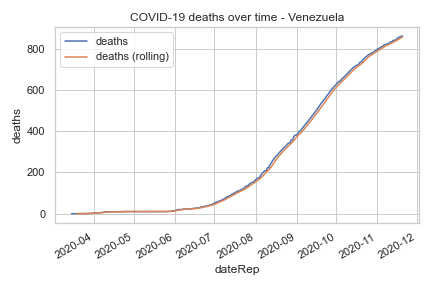 COVID-19 deaths over time - Venezuela
deaths
deaths (rolling)
800
600
400
200
0
deaths
2020-04
2020-05
2020-06
2020-07
2020-08
2020-09
2020-10
2020-11
2020-12
dateRep